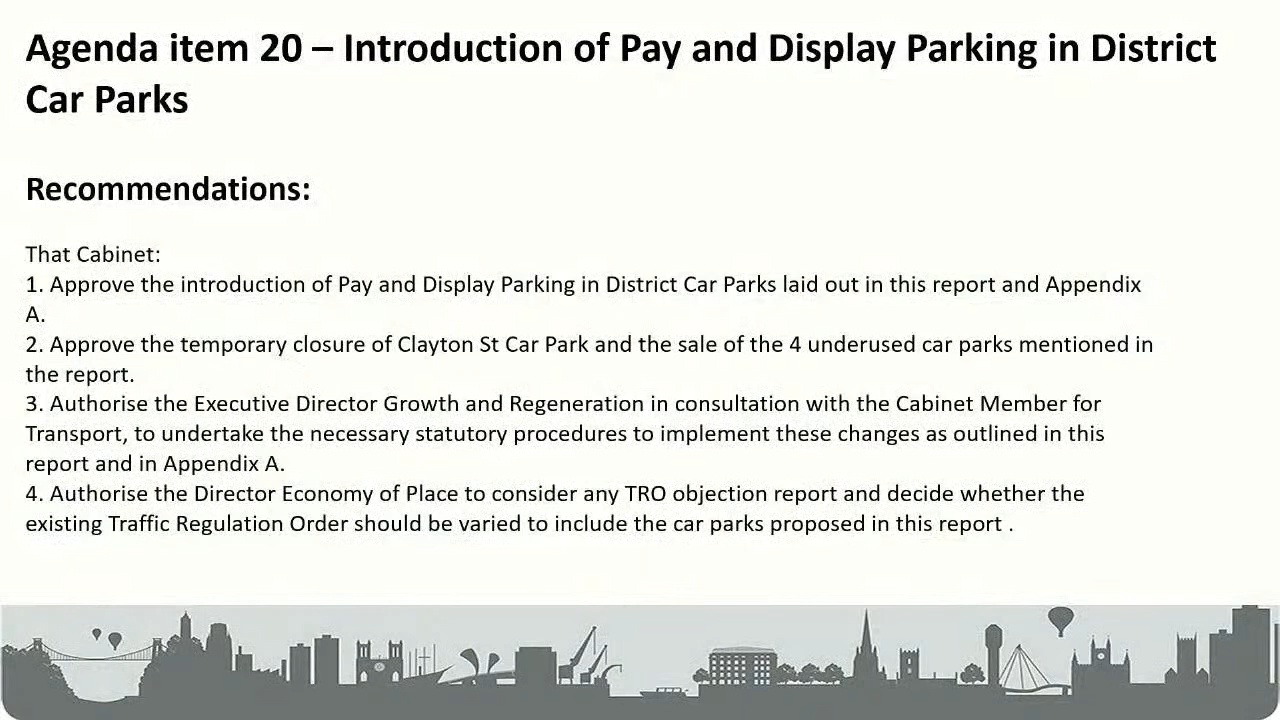 Agenda item 20 – Introduction of Pay and Display Parking in District
Car Parks
Recommendations:
That Cabinet:
1. Approve the introduction of Pay and Display Parking in District Car Parks laid out in this report and Appendix
A.
2. Approve the temporary closure of Clayton St Car Park and the sale of the 4 underused car parks mentioned in
the report.
3. Authorise the Executive Director Growth and Regeneration in consultation with the Cabinet Member for
Transport, to undertake the necessary statutory procedures to implement these changes as outlined in this
report and in Appendix A.
4. Authorise the Director Economy of Place to consider any TRO objection report and decide whether the
existing Traffic Regulation Order should be varied to include the car parks proposed in this report .